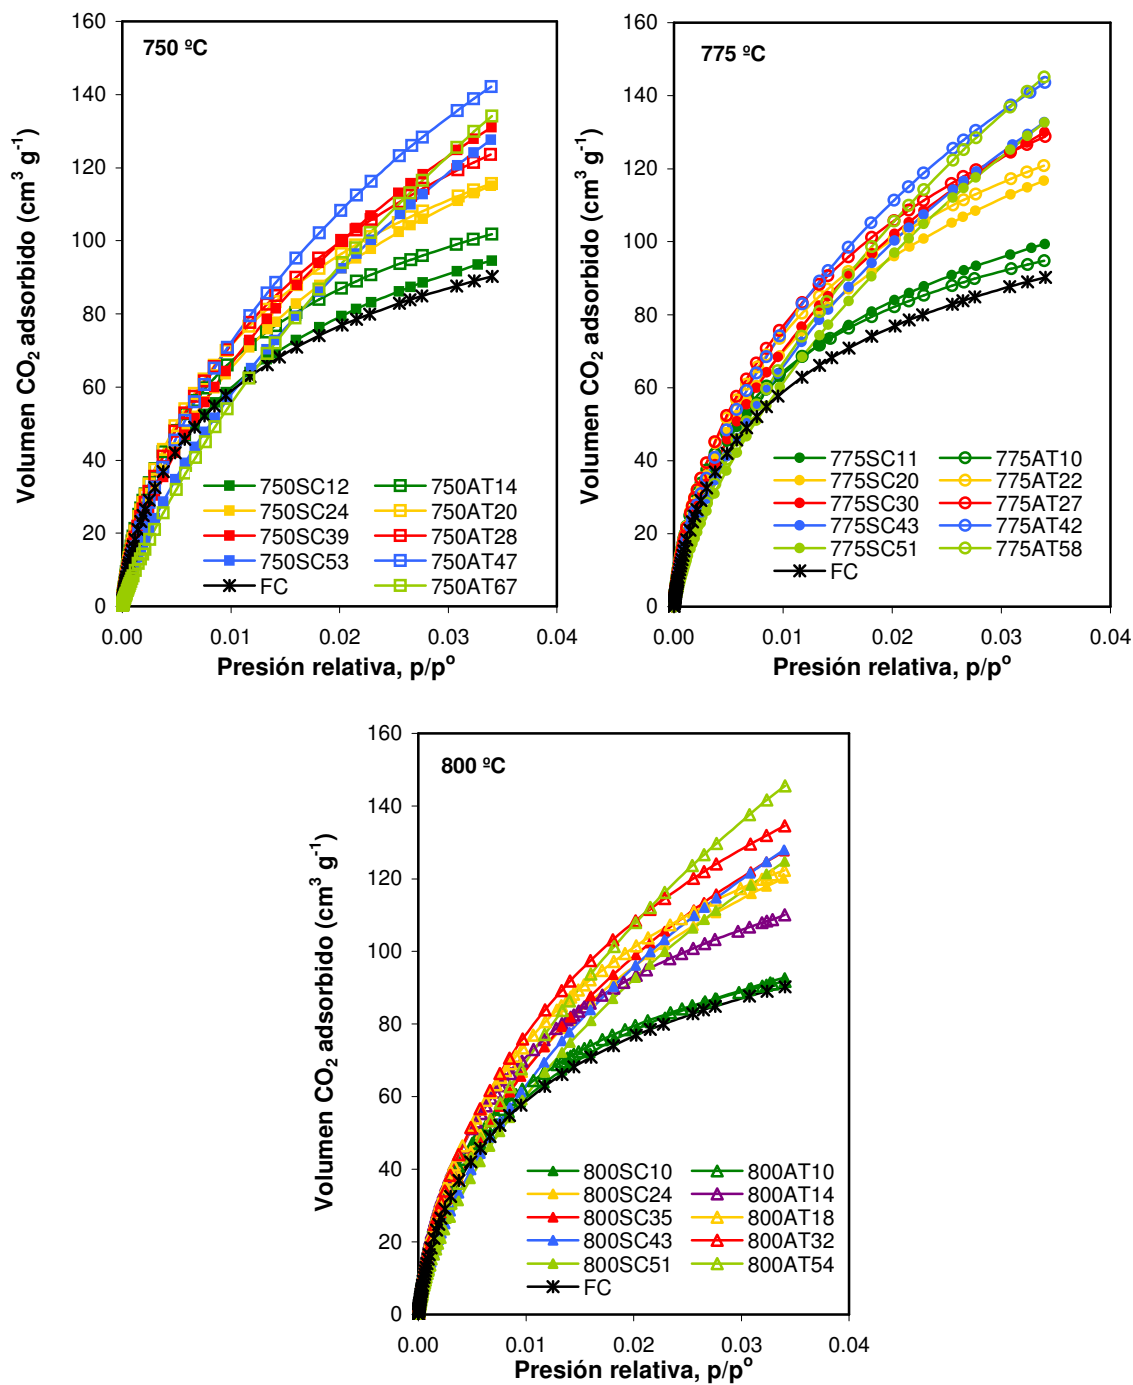 750 ºC
Volumen CO2 adsorbido (cm3 g-1)
160
140
120
100
80
60
40
20
0
0.00 0.01 0.02 0.03 0.04
Presión relativa, p/pº
750SC12 750AT14
750SC24 750AT20
750SC39 750AT28
750SC53 750AT47
FC 750AT67
775 ºC
Volumen CO2 adsorbido (cm3 g-1)
160
140
120
100
80
60
40
20
0
0.00 0.01 0.02 0.03 0.04
Presión relativa, p/pº
775SC11 775AT10
775SC20 775AT22
775SC30 775AT27
775SC43 775AT42
775SC51 775AT58
FC
800 ºC
Volumen CO2 adsorbido (cm3 g-1)
160
140
120
100
80
60
40
20
0
0.00 0.01 0.02 0.03 0.04
Presión relativa, p/pº
800SC10 800AT10
800SC24 800AT14
800SC35 800AT18
800SC43 800AT32
800SC51 800AT54
FC